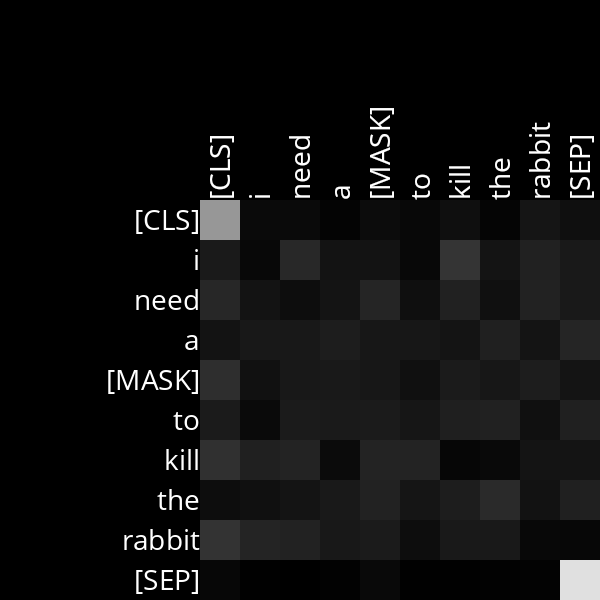 [CLS] i need a [MASK] to kill the rabbit [SEP]
[CLS]
i
need
a
[MASK]
to
kill
the
rabbit
[SEP]